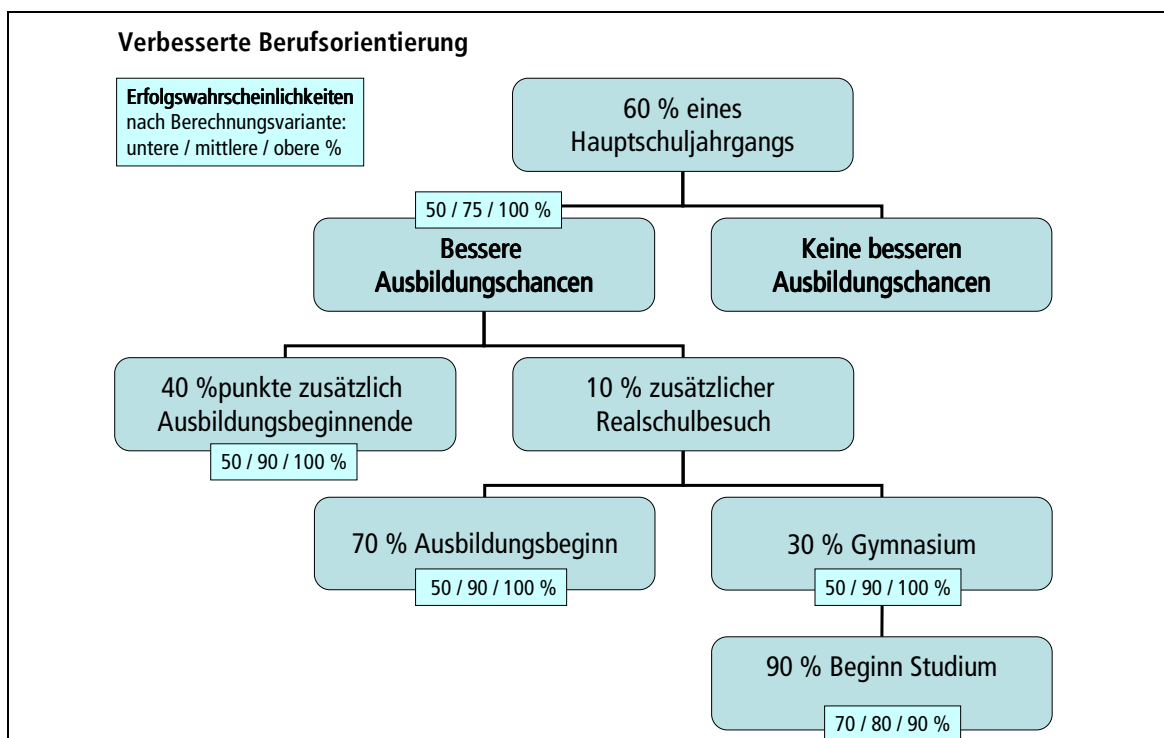 Verbesserte Berufsorientierung
Erfolgswahrscheinlichkeiten
nach Berechnungsvariante:
untere / mittlere / obere %
60 % eines
Hauptschuljahrgangs
50 / 75 / 100 %
Bessere
Ausbildungschancen
Keine besseren
Ausbildungschancen
40 %punkte zusätzlich
Ausbildungsbeginnende
50 / 90 / 100 %
10 % zusätzlicher
Realschulbesuch
70 % Ausbildungsbeginn
50 / 90 / 100 %
30 % Gymnasium
50 / 90 / 100 %
90 % Beginn Studium
70 / 80 / 90 %